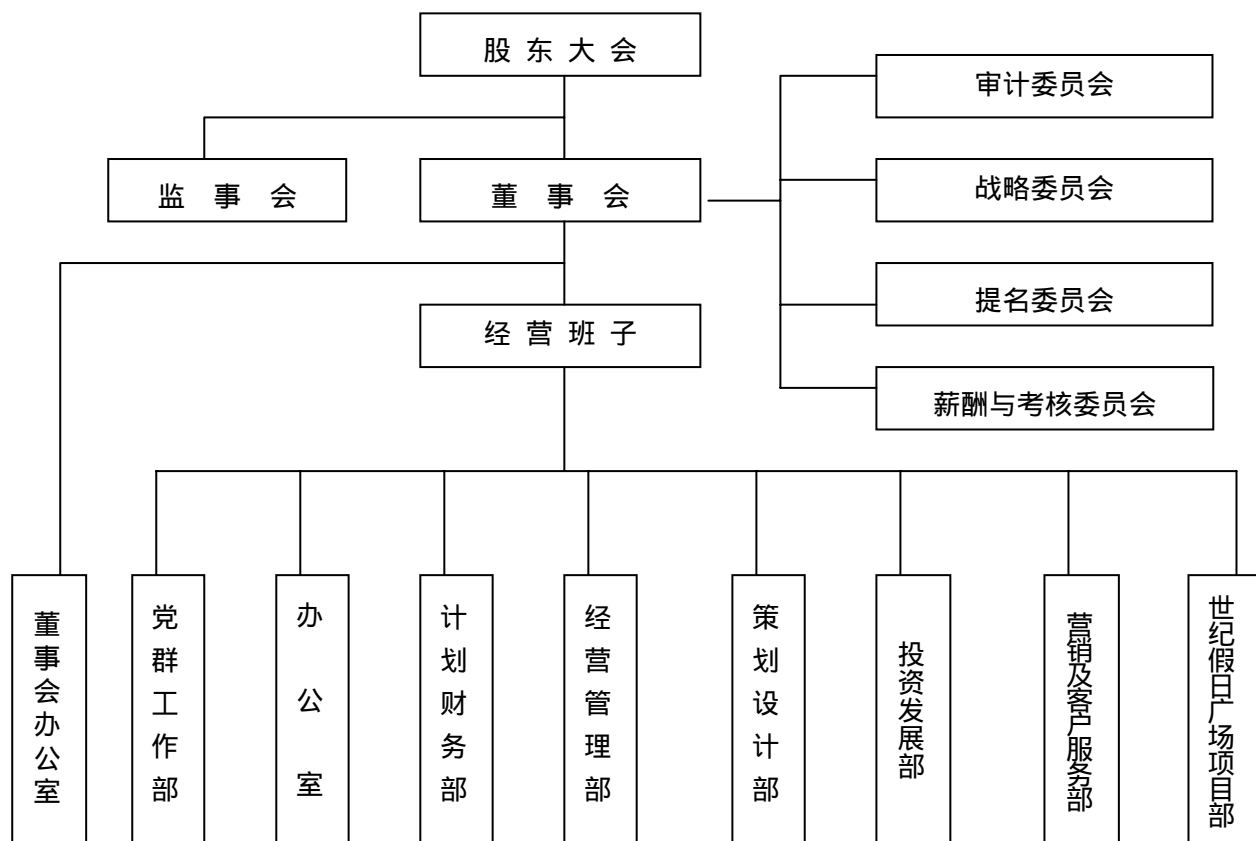 股东大会
审计委员会
监事会
董事会
战略委员会
提名委员会
经营班子
薪酬与考核委员会
董事会办公室
党群工作部
办公室
计划财务部
经营管理部
策划设计部
投资发展部
营销及客户服务部
世纪假日广场项目部